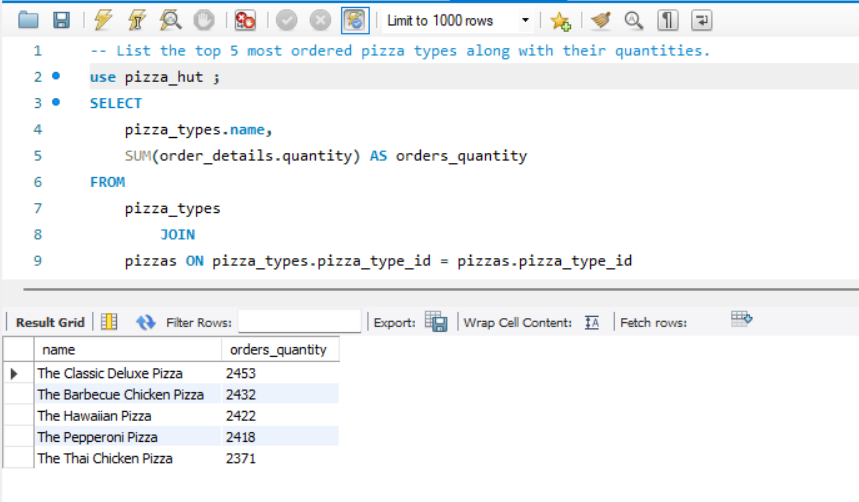 Limit to 1000 rows
1 -- List the top 5 most ordered pizza types along with their quantities.
2 use pizza_hut ;
3 SELECT
4 pizza_types.name,
5 SUM(order_details.quantity) AS orders_quantity
6 FROM
7 pizza_types
8 JOIN
9 pizzas ON pizza_types.pizza_type_id = pizzas.pizza_type_id
Result Grid Filter Rows: Export: Wrap Cell Content: Fetch rows:
name orders_quantity
The Classic Deluxe Pizza 2453
The Barbecue Chicken Pizza 2432
The Hawaiian Pizza 2422
The Pepperoni Pizza 2418
The Thai Chicken Pizza 2371